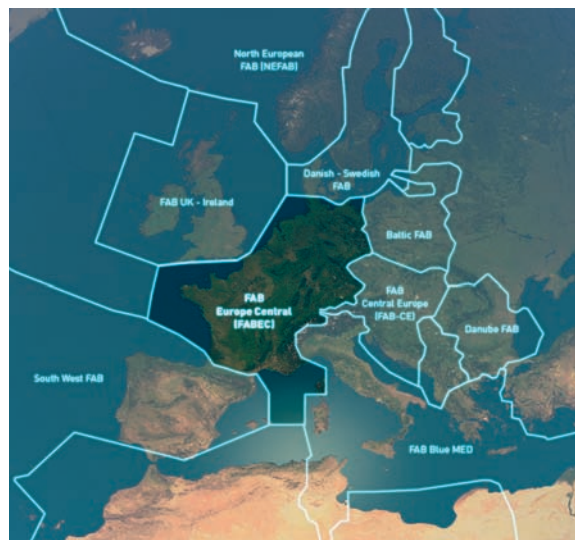 North European
FAB (NEFAB)
Danish - Swedish
FAB
FAB UK - Ireland
Baltic FAB
FAB
Europe Central
(FABEC)
FAB
Central Europe
(FAB-CE)
Danube FAB
South West FAB
FAB Blue MED